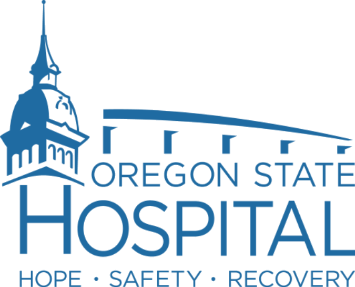 OREGON STATE
HOSPITAL
HOPE · SAFETY · RECOVERY